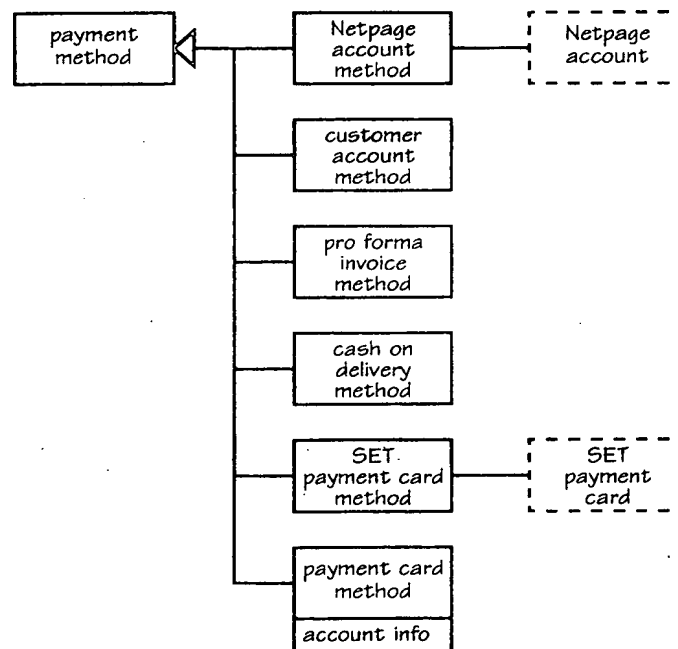 payment
method
Netpage
account
method
Netpage
account
customer
account
method
pro forma
invoice
method
cash on
delivery
method
SET
payment card
method
SET
payment
card
payment card
method
account info